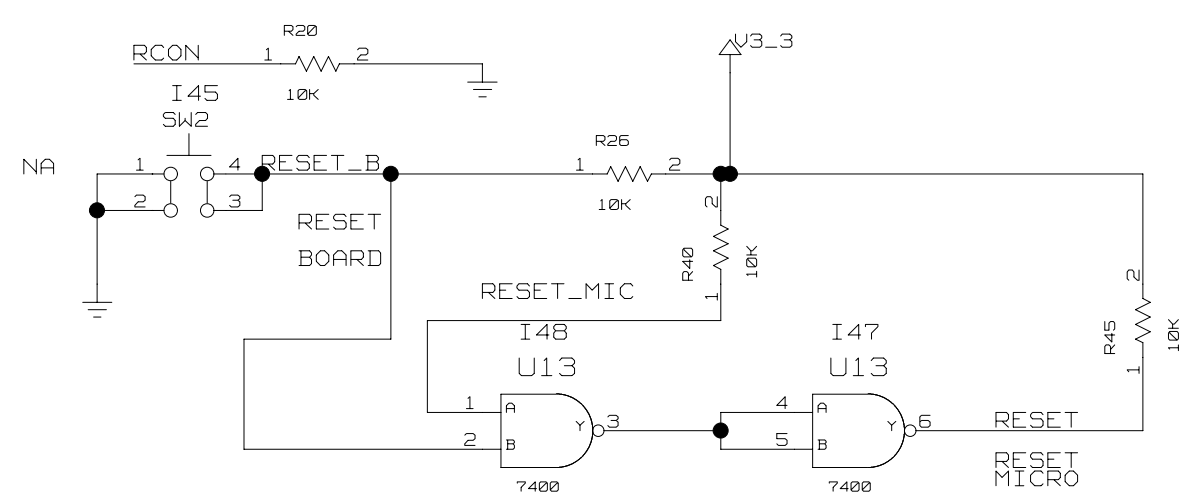 R20
V3_3
RCON
1
2
10K
I45
SW2
NA
1
4
RESET_B
R26
1
2
10K
2
3
RESET
BOARD
2
R40
10K
1
RESET_MIC
2
R45
10K
1
I48
U13
I47
U13
1
A
2
B
Y
3
7400
4
A
5
B
Y
6
7400
RESET
RESET
MICRO